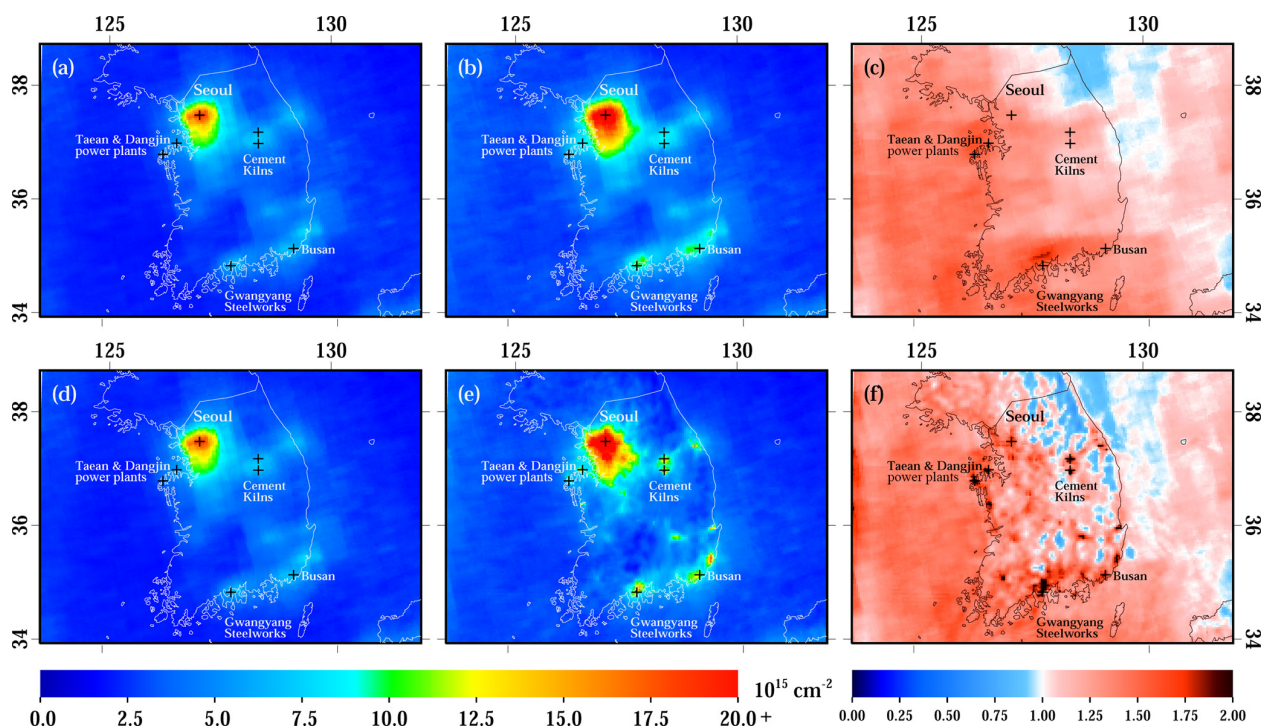 125 130 125 130 125 130
(a) (b) (c)
38 38
Seoul Seoul Seoul
Taean & Dangjin Taean & Dangjin Taean & Dangjin
power plants power plants power plants
Cement Cement Cement
Kilns Kilns Kilns
36 36
Busan Busan Busan
Gwangyang Gwangyang Gwangyang
Steelworks Steelworks Steelworks
34 34
125 130 125 130 125 130
(d) (e) (f)
38 38
Seoul Seoul Seoul
Taean & Dangjin Taean & Dangjin Taean & Dangjin
power plants power plants power plants
Cement Cement Cement
Kilns Kilns Kilns
36 36
Busan Busan Busan
Gwangyang Gwangyang Gwangyang
Steelworks Steelworks Steelworks
34 34
10¹⁵ cm⁻²
0.0 2.5 5.0 7.5 10.0 12.5 15.0 17.5 20.0 +
0.00 0.25 0.50 0.75 1.00 1.25 1.50 1.75 2.00